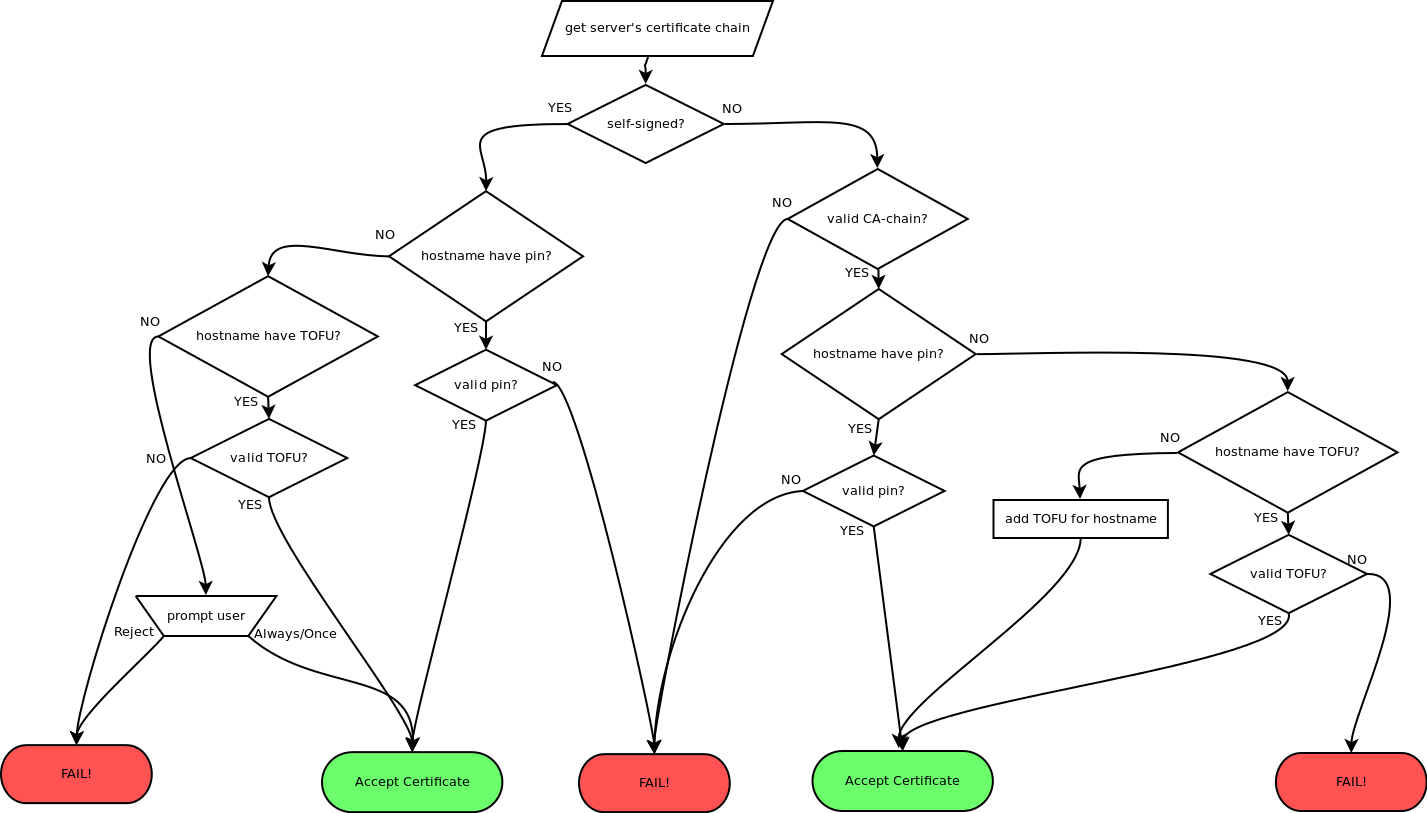 get server's certificate chain
YES
NO
self-signed?
NO
valid CA-chain?
NO
hostname have pin?
YES
NO
hostname have TOFU?
YES
NO
hostname have pin?
NO
valid pin?
YES
YES
NO
valid TOFU?
YES
YES
NO
hostname have TOFU?
NO
valid pin?
YES
YES
add TOFU for hostname
YES
NO
valid TOFU?
YES
prompt user
Reject
Always/Once
FAIL!
Accept Certificate
FAIL!
Accept Certificate
FAIL!